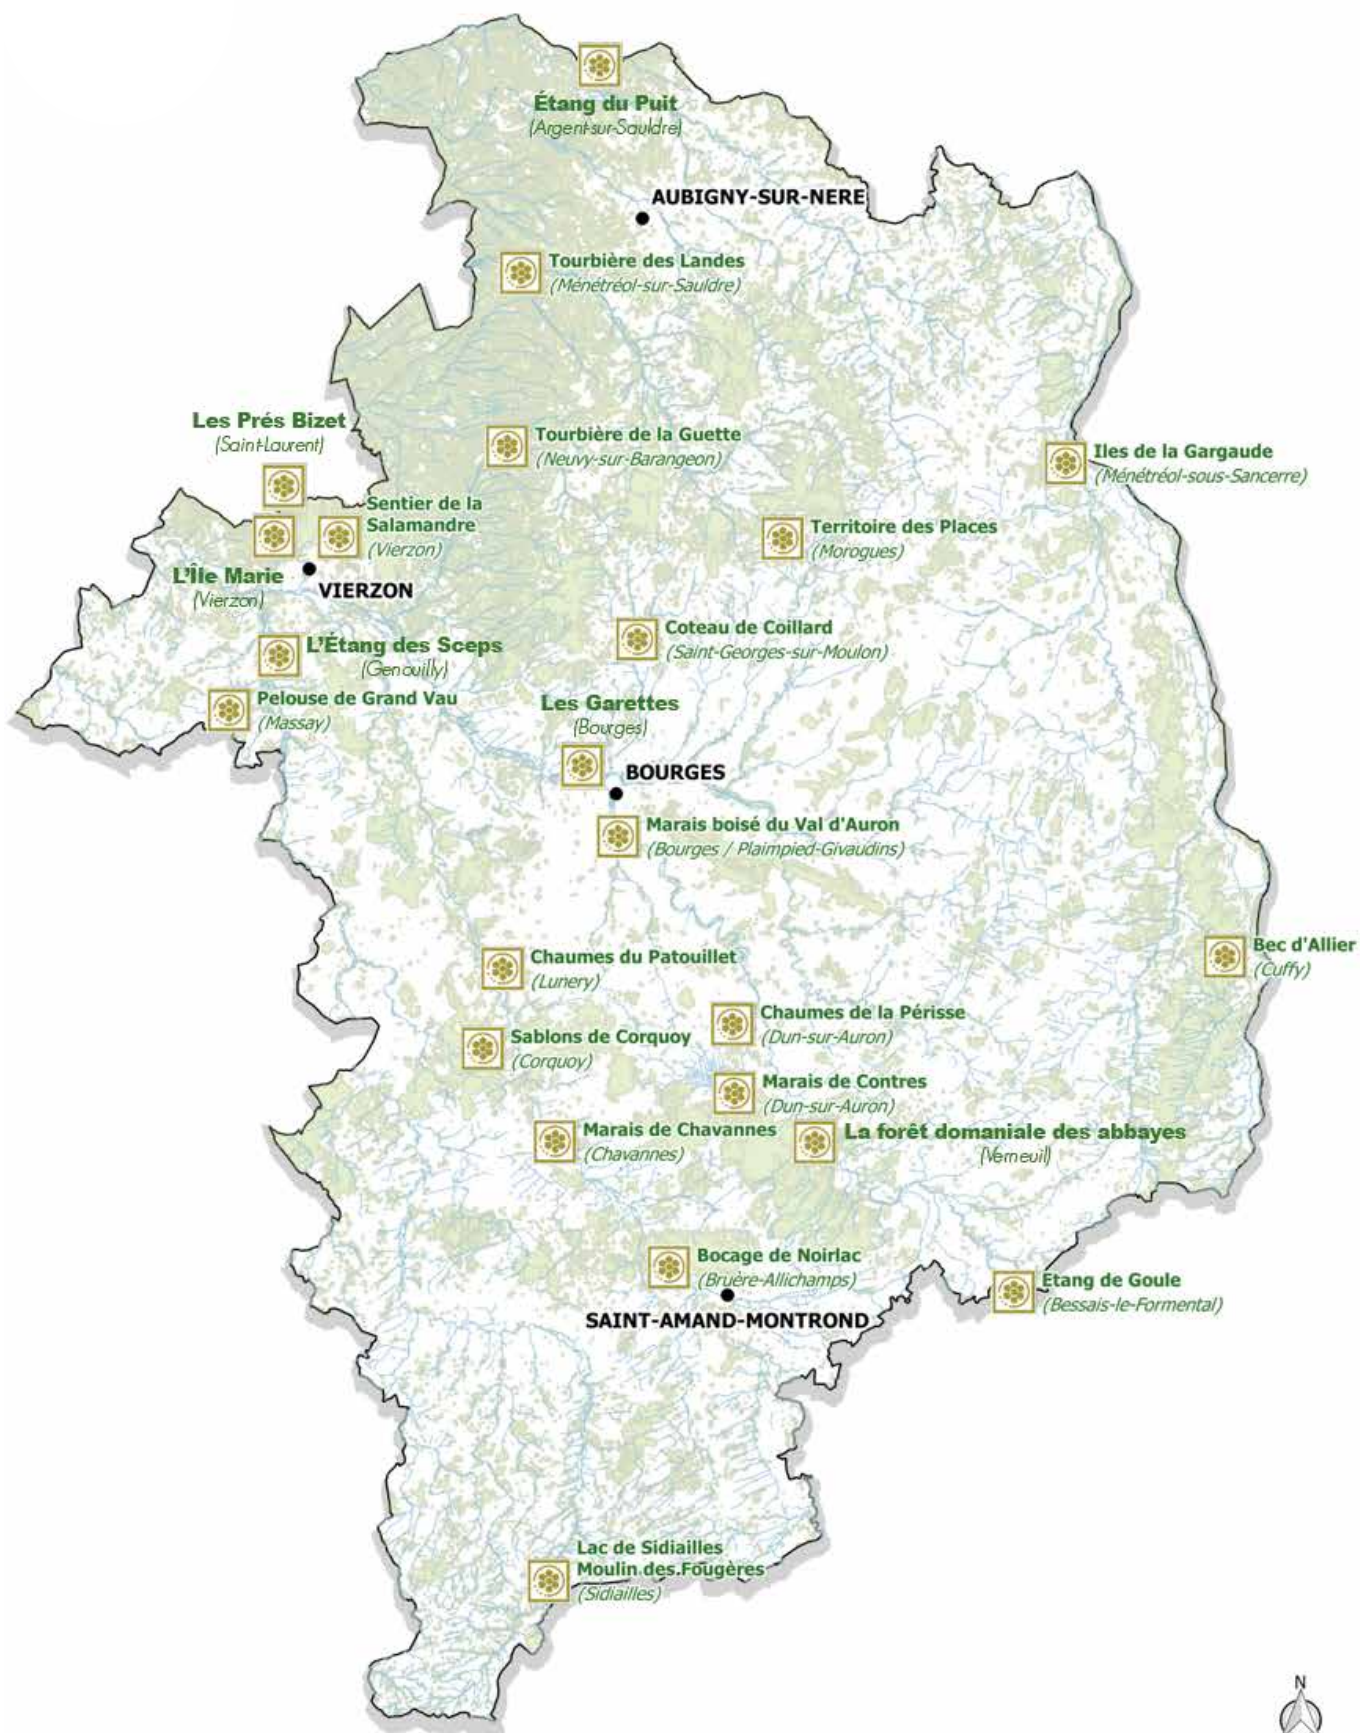 Étang du Puit
(Argent-sur-Sauldre)
AUBIGNY-SUR-NERE
Tourbière des Landes
(Ménétréol-sur-Sauldre)
Les Prés Bizet
(Saint-Laurent)
Tourbière de la Guette
(Neuvy-sur-Barangeon)
Iles de la Gargaude
(Ménétréol-sous-Sancerre)
Sentier de la
Salamandre
(Vierzon)
Territoire des Places
(Morogues)
L'Île Marie
(Vierzon)
VIERZON
Coteau de Coillard
(Saint-Georges-sur-Moulon)
L'Étang des Sceps
(Genouilly)
Pelouse de Grand Vau
(Massay)
Les Garettes
(Bourges)
BOURGES
Marais boisé du Val d'Auron
(Bourges / Plaimpied-Givaudins)
Bec d'Allier
(Cuffy)
Chaumes du Patouillet
(Lunery)
Chaumes de la Périsse
(Dun-sur-Auron)
Sablons de Corquoy
(Corquoy)
Marais de Contres
(Dun-sur-Auron)
Marais de Chavannes
(Chavannes)
La forêt domaniale des abbayes
(Verneuil)
Bocage de Noirlac
(Bruère-Allichamps)
Etang de Goule
(Bessais-le-Formental)
SAINT-AMAND-MONTROND
Lac de Sidiailles
Moulin des Fougères
(Sidiailles)
N